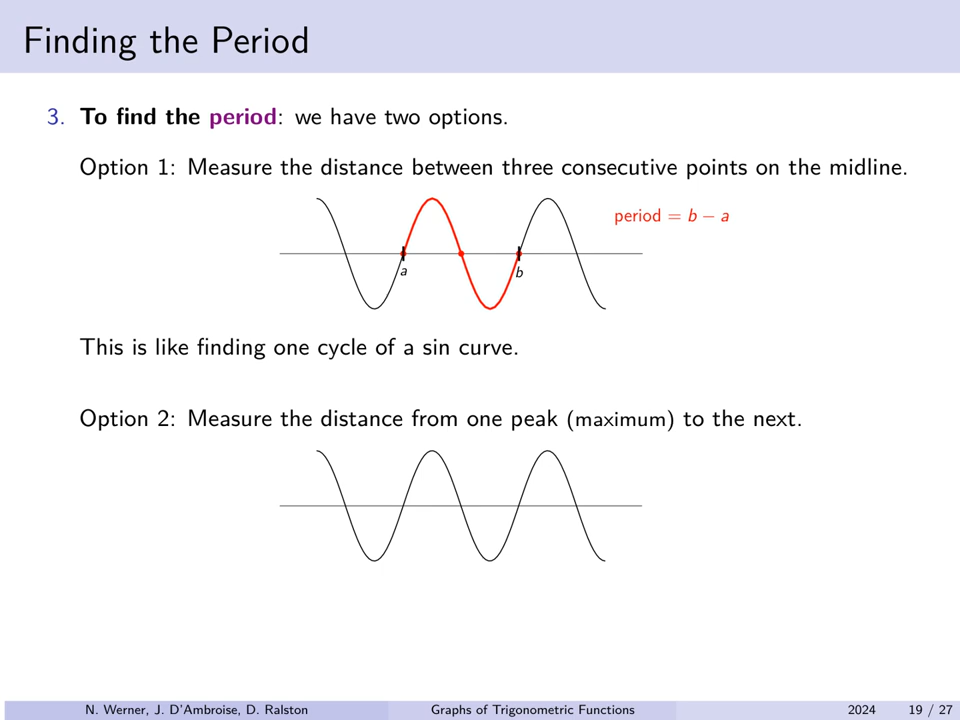 Finding the Period
3. To find the period: we have two options.
Option 1: Measure the distance between three consecutive points on the midline.
period = b − a
a b
This is like finding one cycle of a sin curve.
Option 2: Measure the distance from one peak (maximum) to the next.
N. Werner, J. D'Ambroise, D. Ralston Graphs of Trigonometric Functions 2024 19 / 27